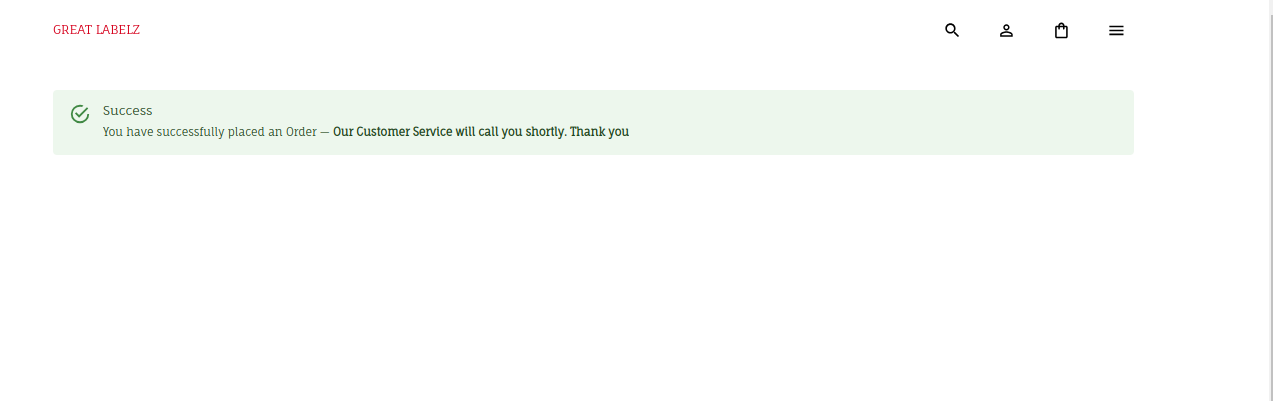 GREAT LABELZ
Success
You have successfully placed an Order — Our Customer Service will call you shortly. Thank you